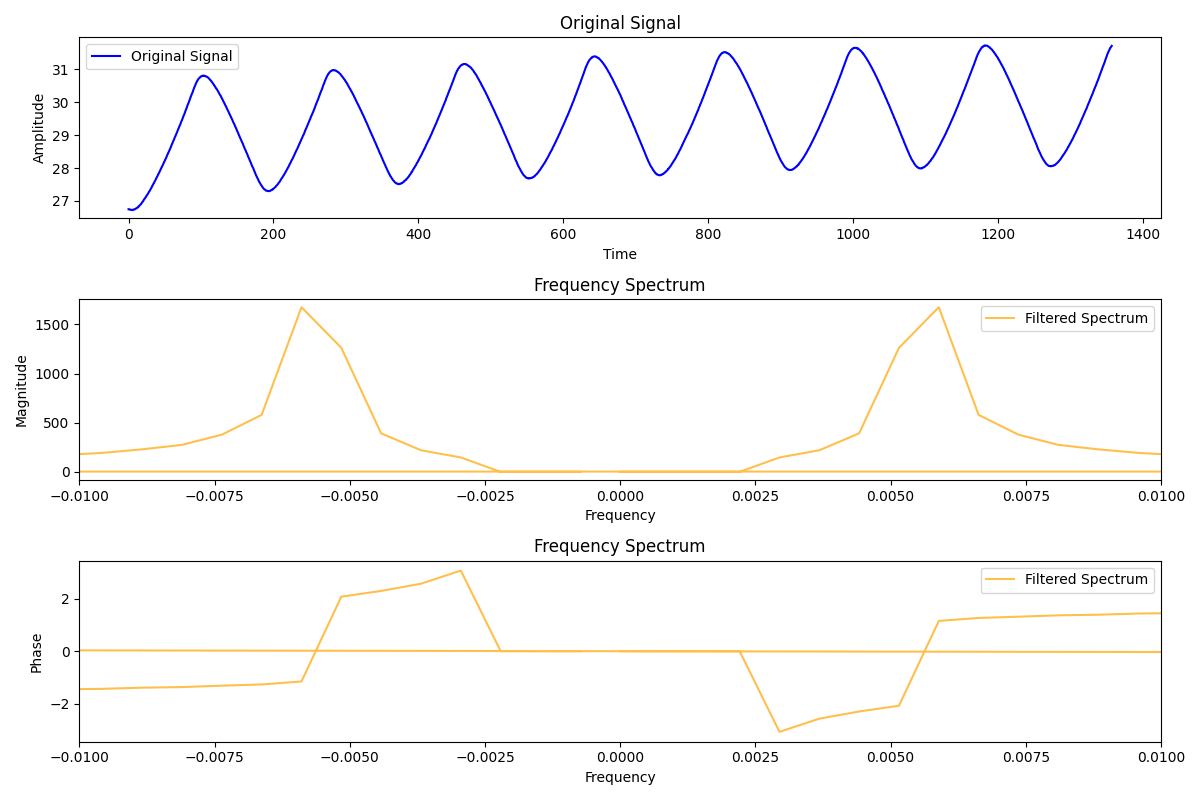 Original Signal
Original Signal
Amplitude
31
30
29
28
27
0 200 400 600 800 1000 1200 1400
Time
Frequency Spectrum
Filtered Spectrum
Magnitude
1500
1000
500
0
−0.0100 −0.0075 −0.0050 −0.0025 0.0000 0.0025 0.0050 0.0075 0.0100
Frequency
Frequency Spectrum
Filtered Spectrum
Phase
2
0
−2
−0.0100 −0.0075 −0.0050 −0.0025 0.0000 0.0025 0.0050 0.0075 0.0100
Frequency